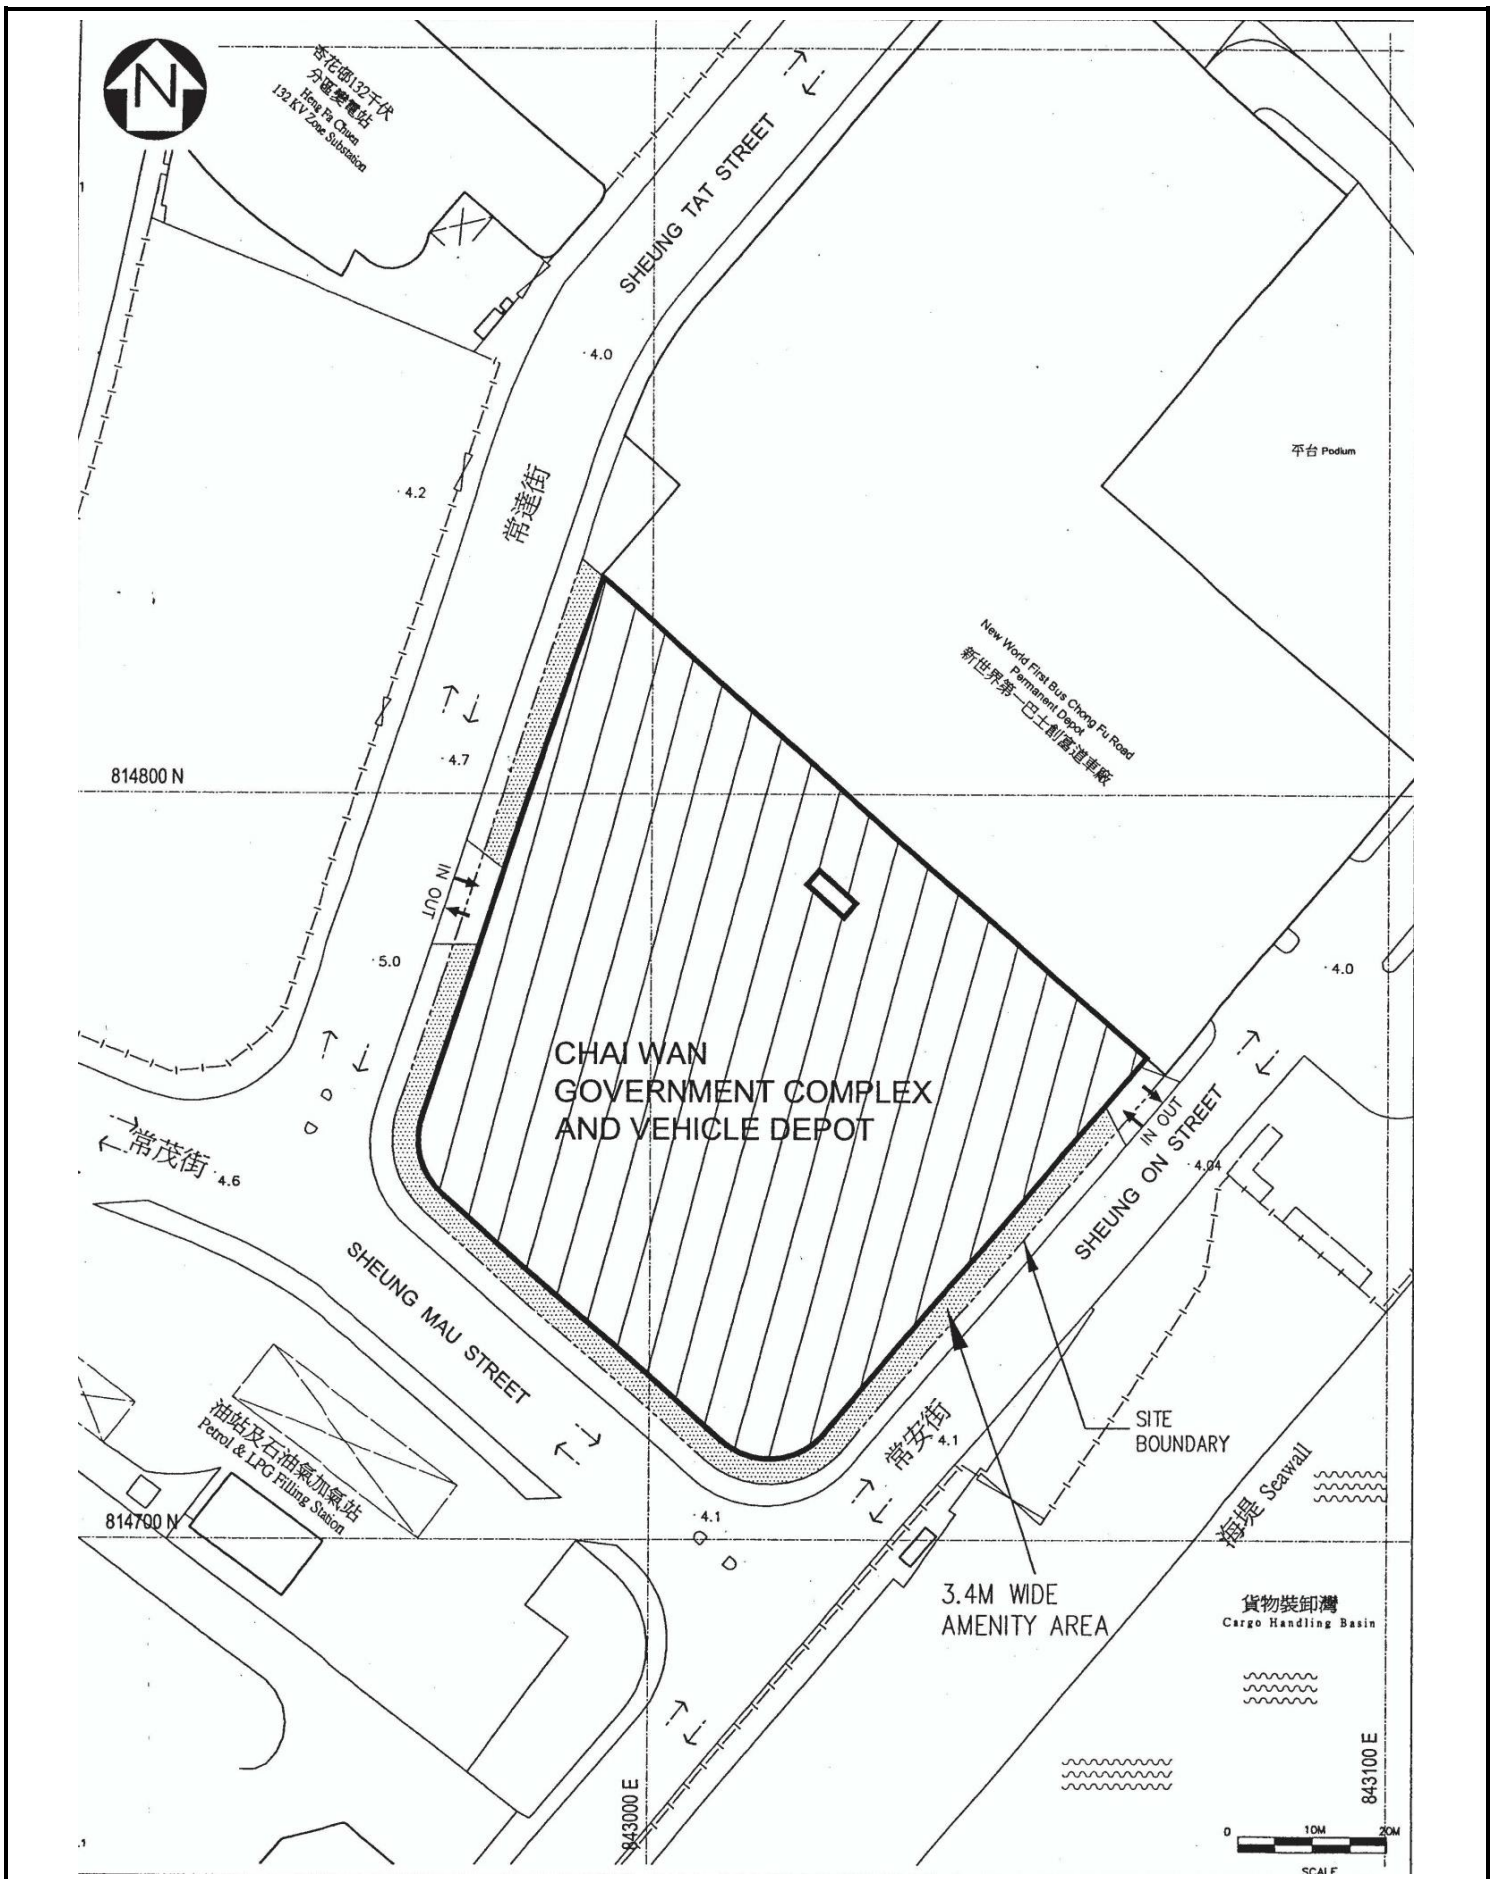 N
杏花邨132千伏
分區變電站
Heng Fa Chuen
132 KV Zone Substation
SHEUNG TAT STREET
4.0
平台 Podium
4.2
常達街
New World First Bus Chong Fu Road
Permanent Depot
新世界第一巴士創富道車廠
4.7
814800 N
IN OUT
5.0
4.0
CHAI WAN
GOVERNMENT COMPLEX
AND VEHICLE DEPOT
IN OUT
常茂街
4.6
4.04
SHEUNG ON STREET
SHEUNG MAU STREET
常安街
4.1
SITE
BOUNDARY
油站及石油氣加氣站
Petrol & LPG Filling Station
海堤 Seawall
814700 N
4.1
3.4M WIDE
AMENITY AREA
貨物裝卸灣
Cargo Handling Basin
843000 E
843100 E
0 10M 20M
SCALE